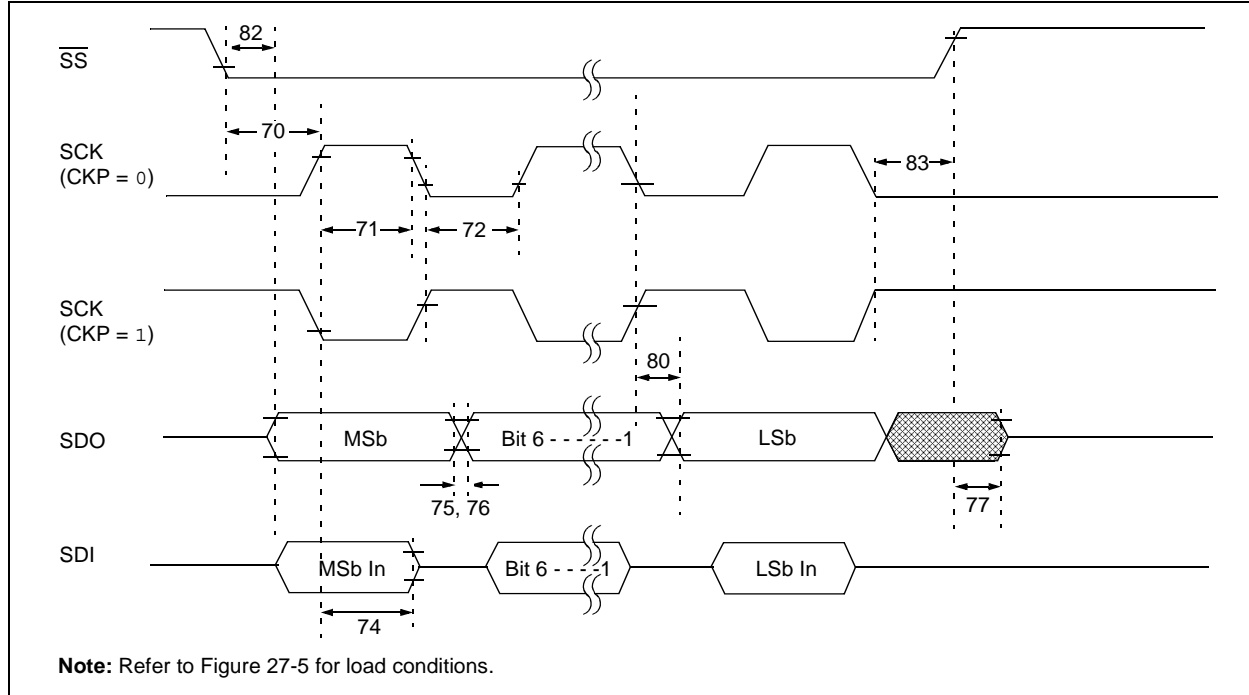 SS
82
70
SCK
(CKP = 0)
83
71
72
SCK
(CKP = 1)
80
SDO
MSb
Bit 6 - - - - - -1
LSb
75, 76
77
SDI
MSb In
Bit 6 - - - -1
LSb In
74
Note: Refer to Figure 27-5 for load conditions.